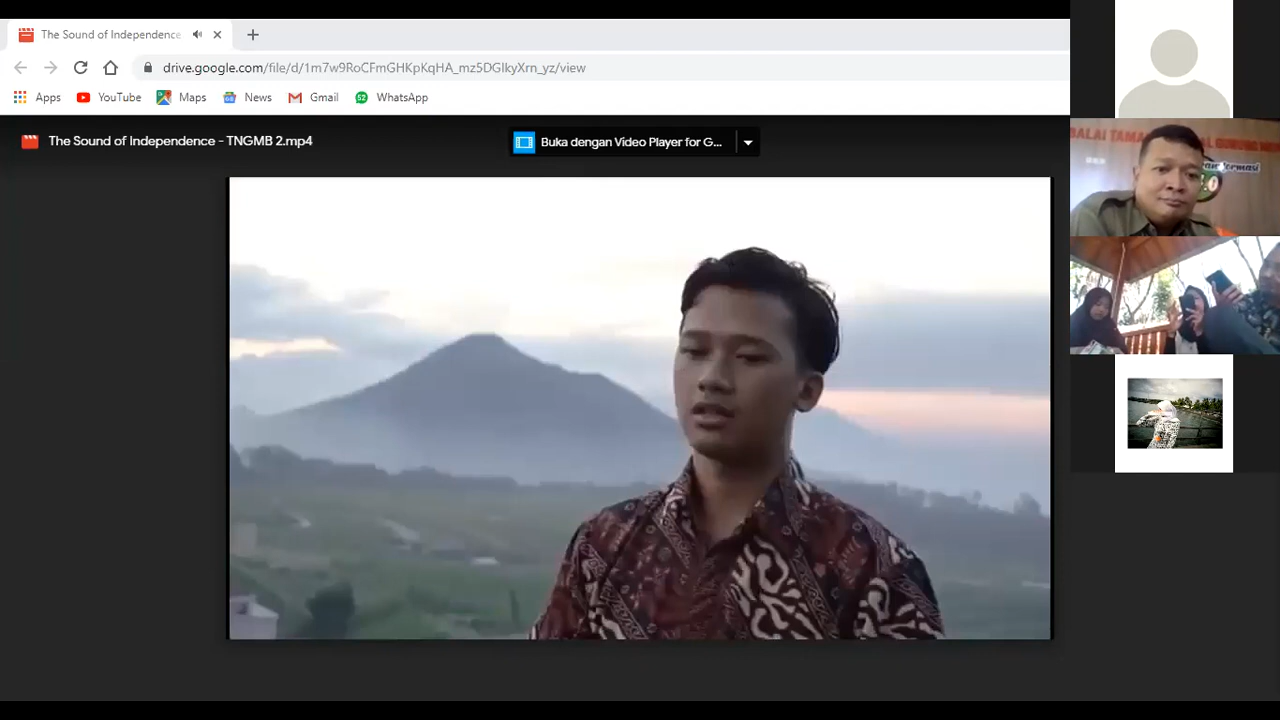 The Sound of Independence
drive.google.com/file/d/1m7w9RoCFmGHKpKqHA_mz5DGlkyXrn_yz/view
Apps YouTube Maps News Gmail WhatsApp
The Sound of Independence - TNGMB 2.mp4
Buka dengan Video Player for G...
BALAI TAMAN